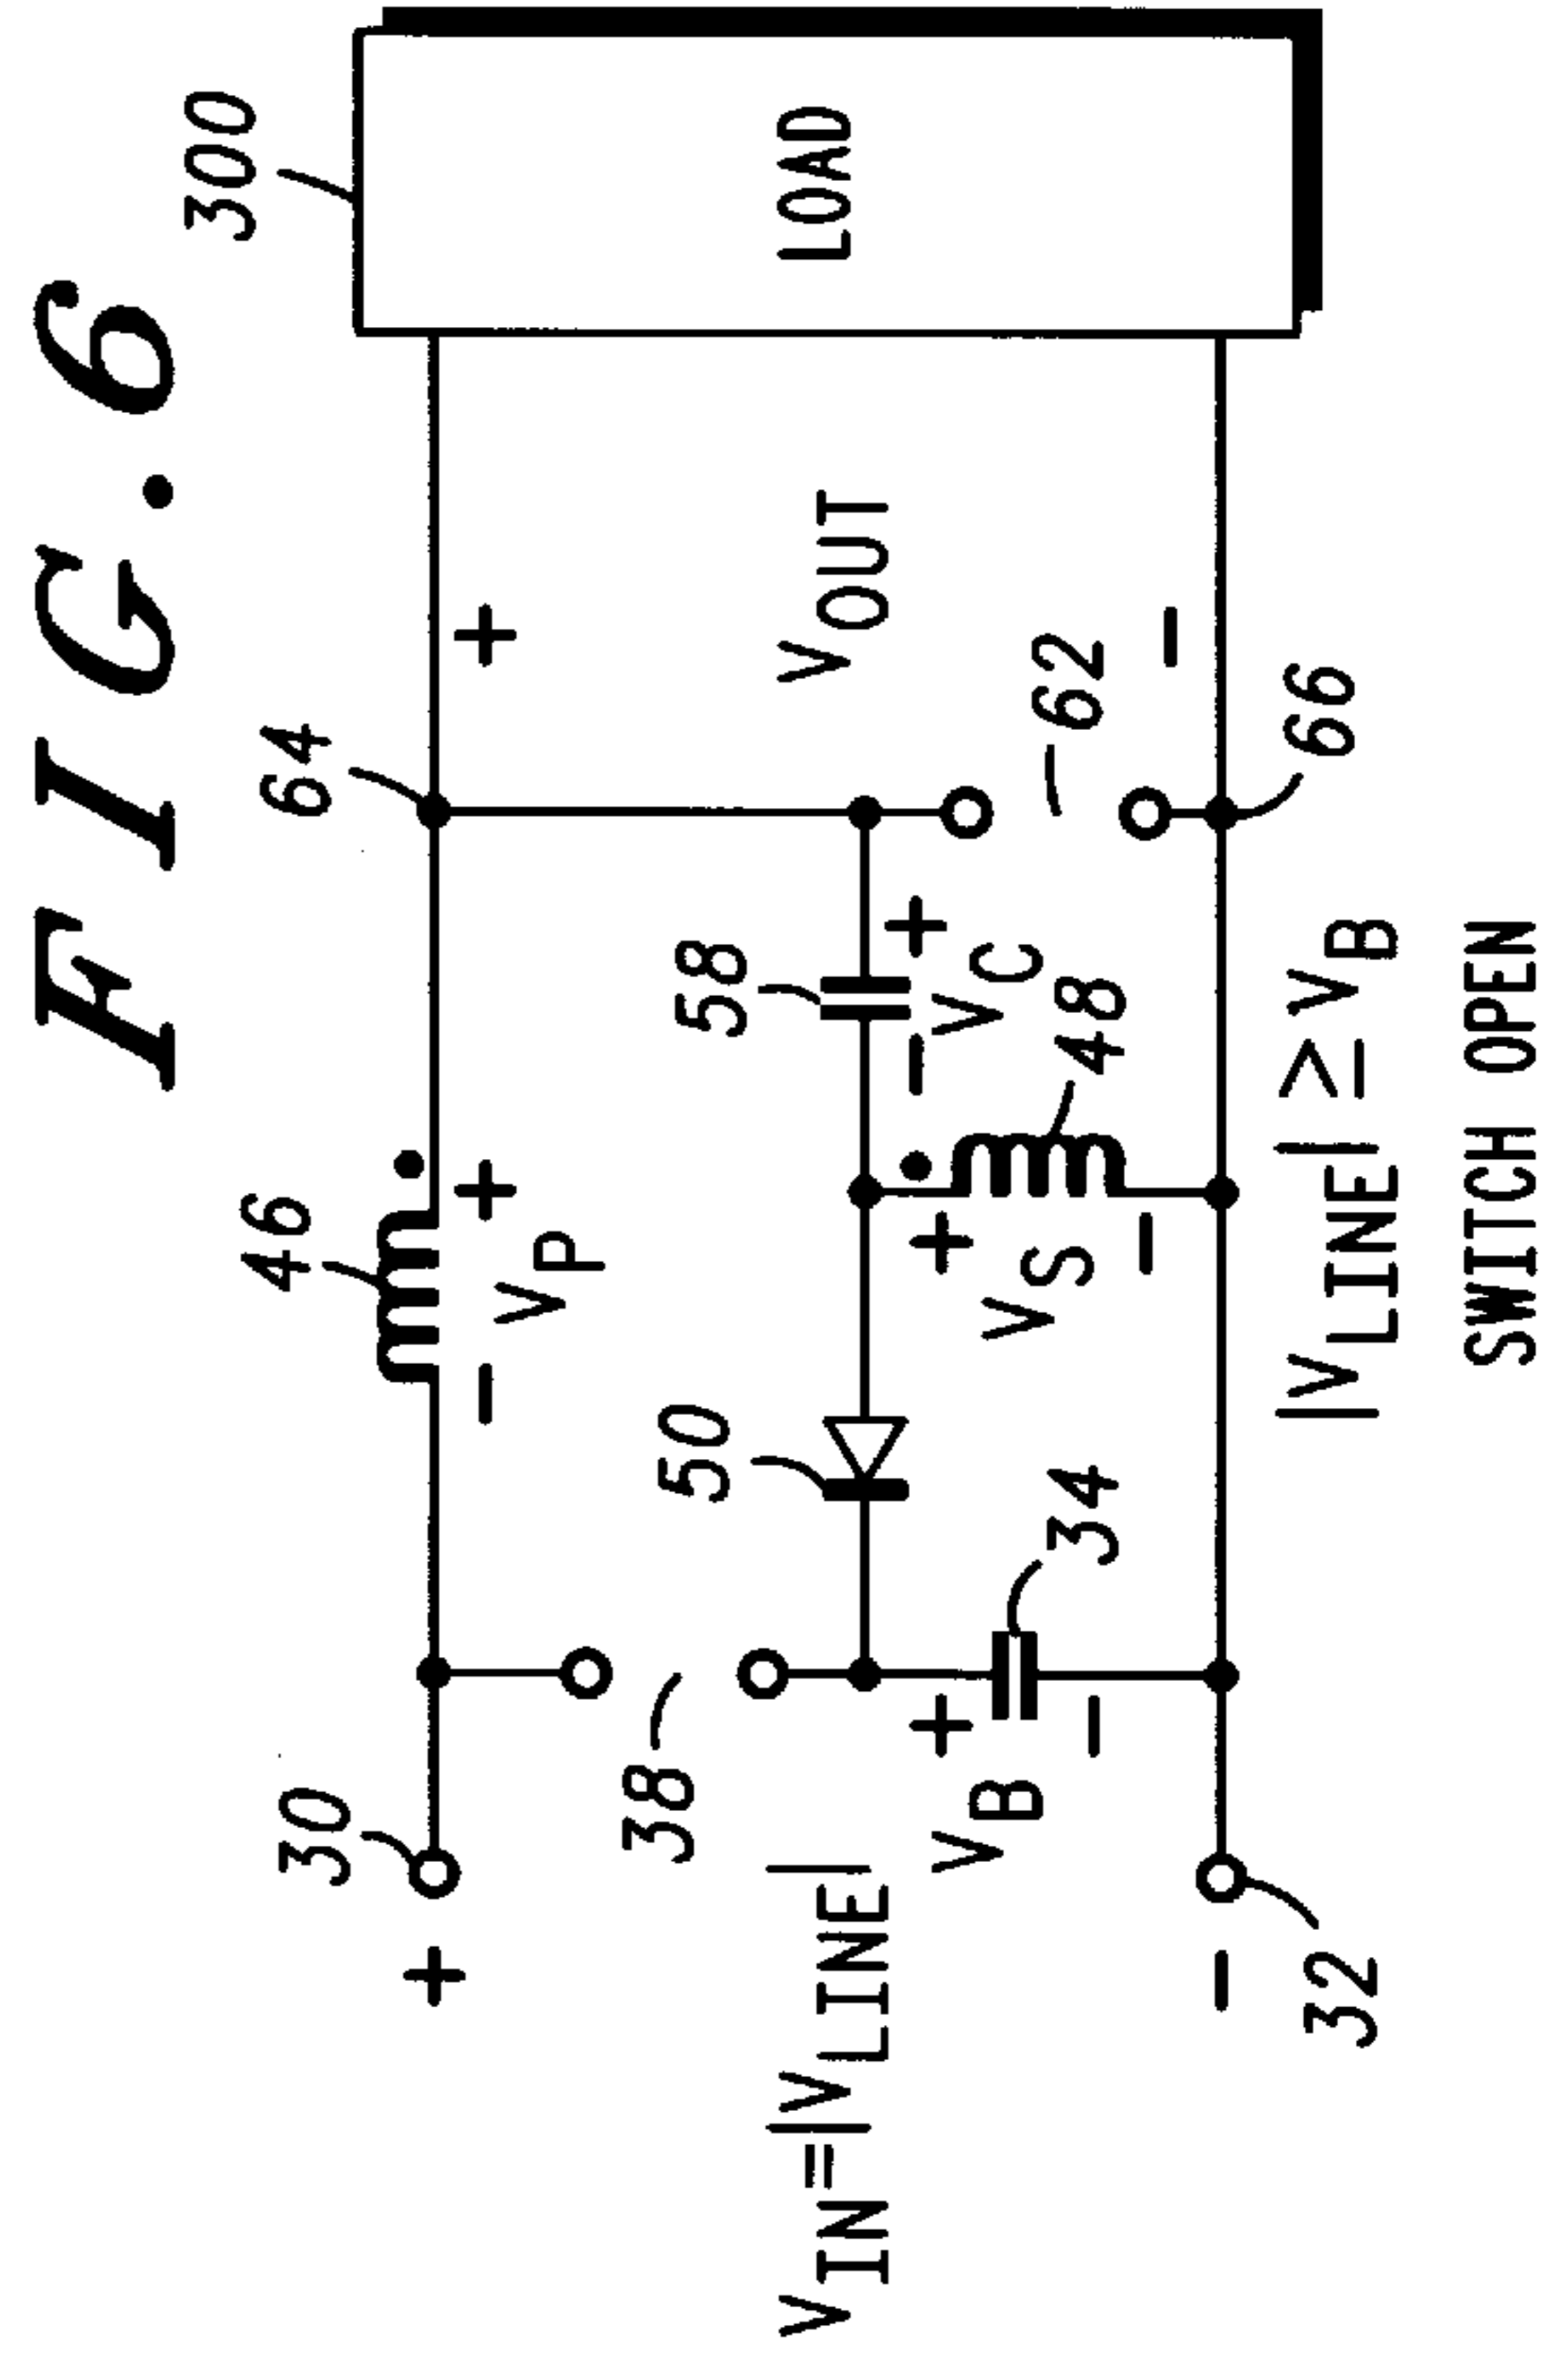 FIG. 6
300
64
46
+
30
- VP +
+
58
50
38
VIN=|VLINE|
- VC +
VOUT
LOAD
+
VB
-
34
+
VS
-
48
62
-
-
32
66
|VLINE| ≥ VB
SWITCH OPEN